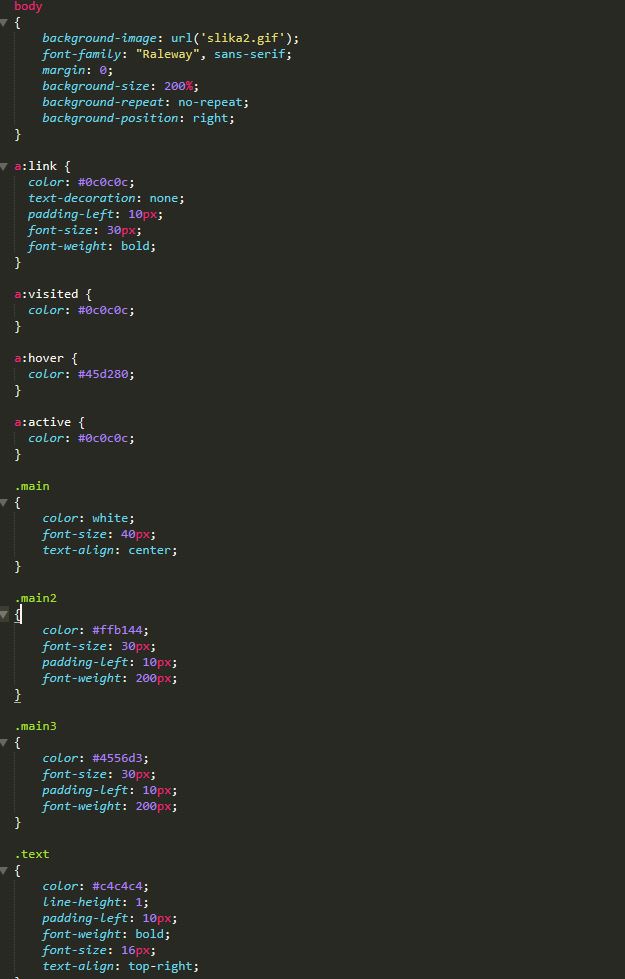 body
{
background-image: url('slika2.gif');
font-family: "Raleway", sans-serif;
margin: 0;
background-size: 200%;
background-repeat: no-repeat;
background-position: right;
}
a:link {
color: #0c0c0c;
text-decoration: none;
padding-left: 10px;
font-size: 30px;
font-weight: bold;
}
a:visited {
color: #0c0c0c;
}
a:hover {
color: #45d280;
}
a:active {
color: #0c0c0c;
}
.main
{
color: white;
font-size: 40px;
text-align: center;
}
.main2
{
color: #ffb144;
font-size: 30px;
padding-left: 10px;
font-weight: 200px;
}
.main3
{
color: #4556d3;
font-size: 30px;
padding-left: 10px;
font-weight: 200px;
}
.text
{
color: #c4c4c4;
line-height: 1;
padding-left: 10px;
font-weight: bold;
font-size: 16px;
text-align: top-right;
}